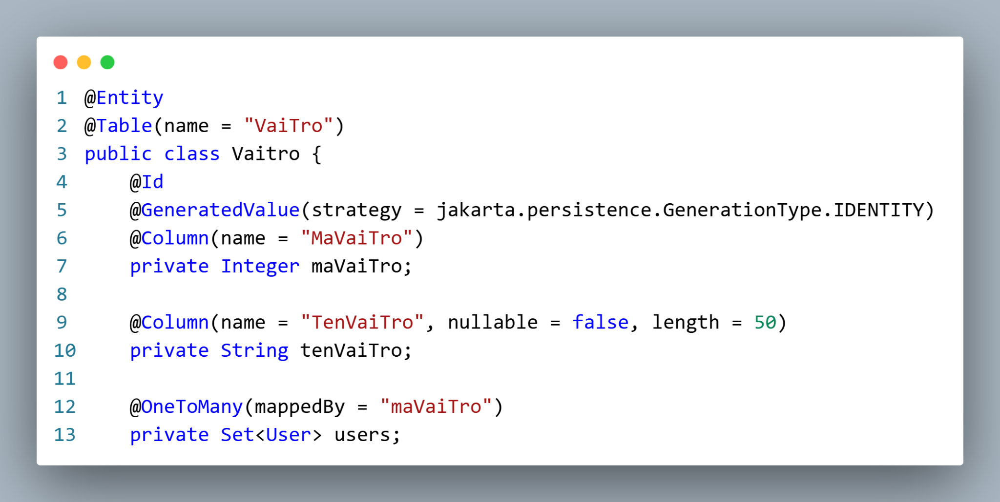 1 @Entity
2 @Table(name = "VaiTro")
3 public class Vaitro {
4     @Id
5     @GeneratedValue(strategy = jakarta.persistence.GenerationType.IDENTITY)
6     @Column(name = "MaVaiTro")
7     private Integer maVaiTro;
8
9     @Column(name = "TenVaiTro", nullable = false, length = 50)
10     private String tenVaiTro;
11
12     @OneToMany(mappedBy = "maVaiTro")
13     private Set<User> users;